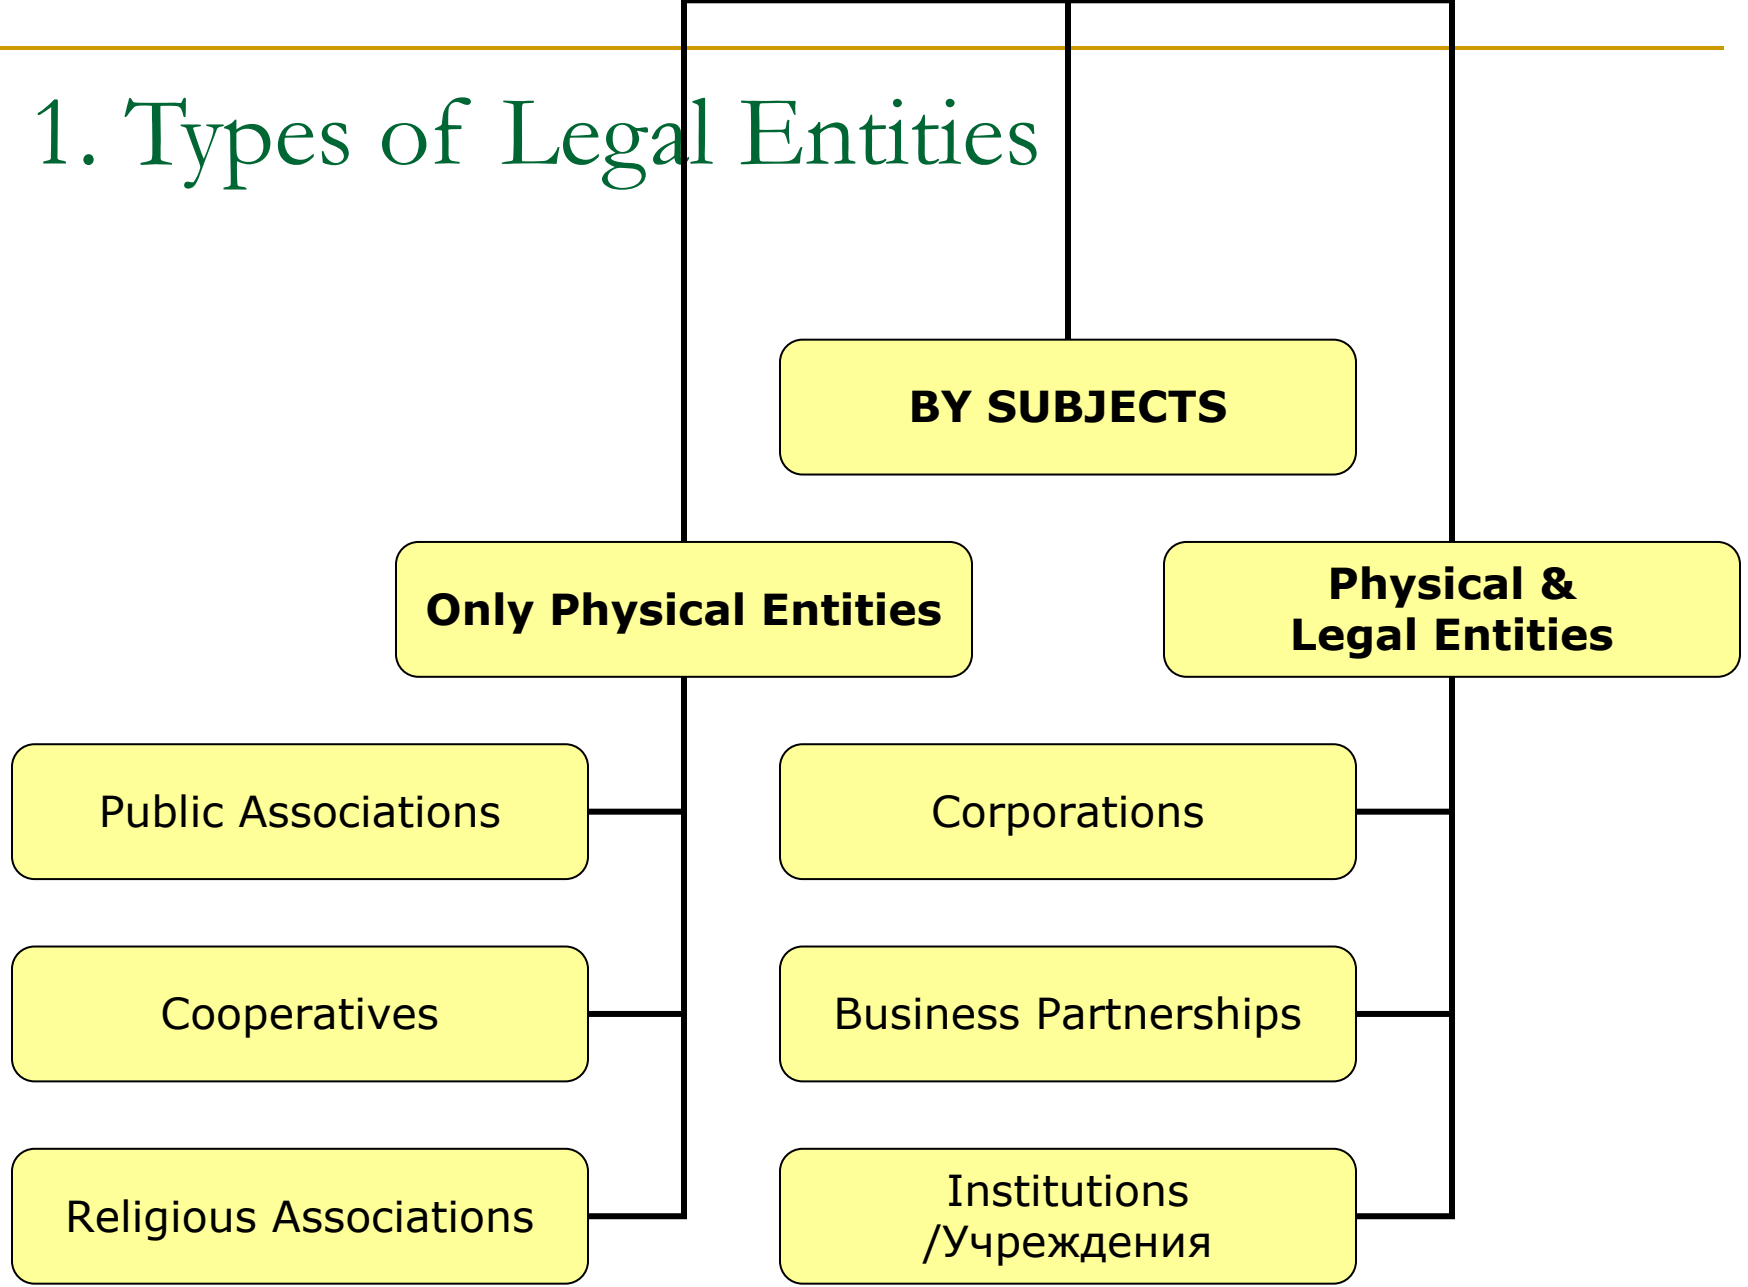 1. Types of Legal Entities
BY SUBJECTS
Only Physical Entities
Physical &
Legal Entities
Public Associations
Corporations
Cooperatives
Business Partnerships
Religious Associations
Institutions
/Учреждения